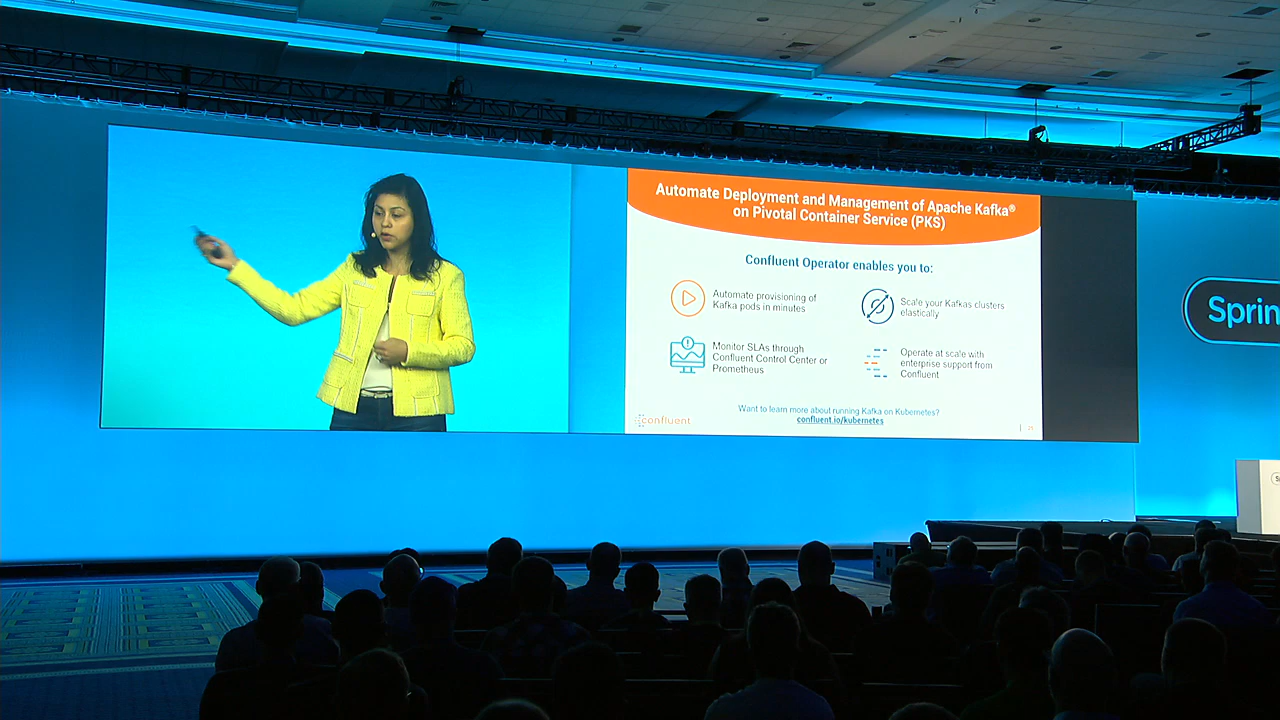 Automate Deployment and Management of Apache Kafka®
on Pivotal Container Service (PKS)
Confluent Operator enables you to:
Automate provisioning of
Kafka pods in minutes
Scale your Kafkas clusters
elastically
Monitor SLAs through
Confluent Control Center or
Prometheus
Operate at scale with
enterprise support from
Confluent
Want to learn more about running Kafka on Kubernetes?
confluent.io/kubernetes
confluent
Sprin